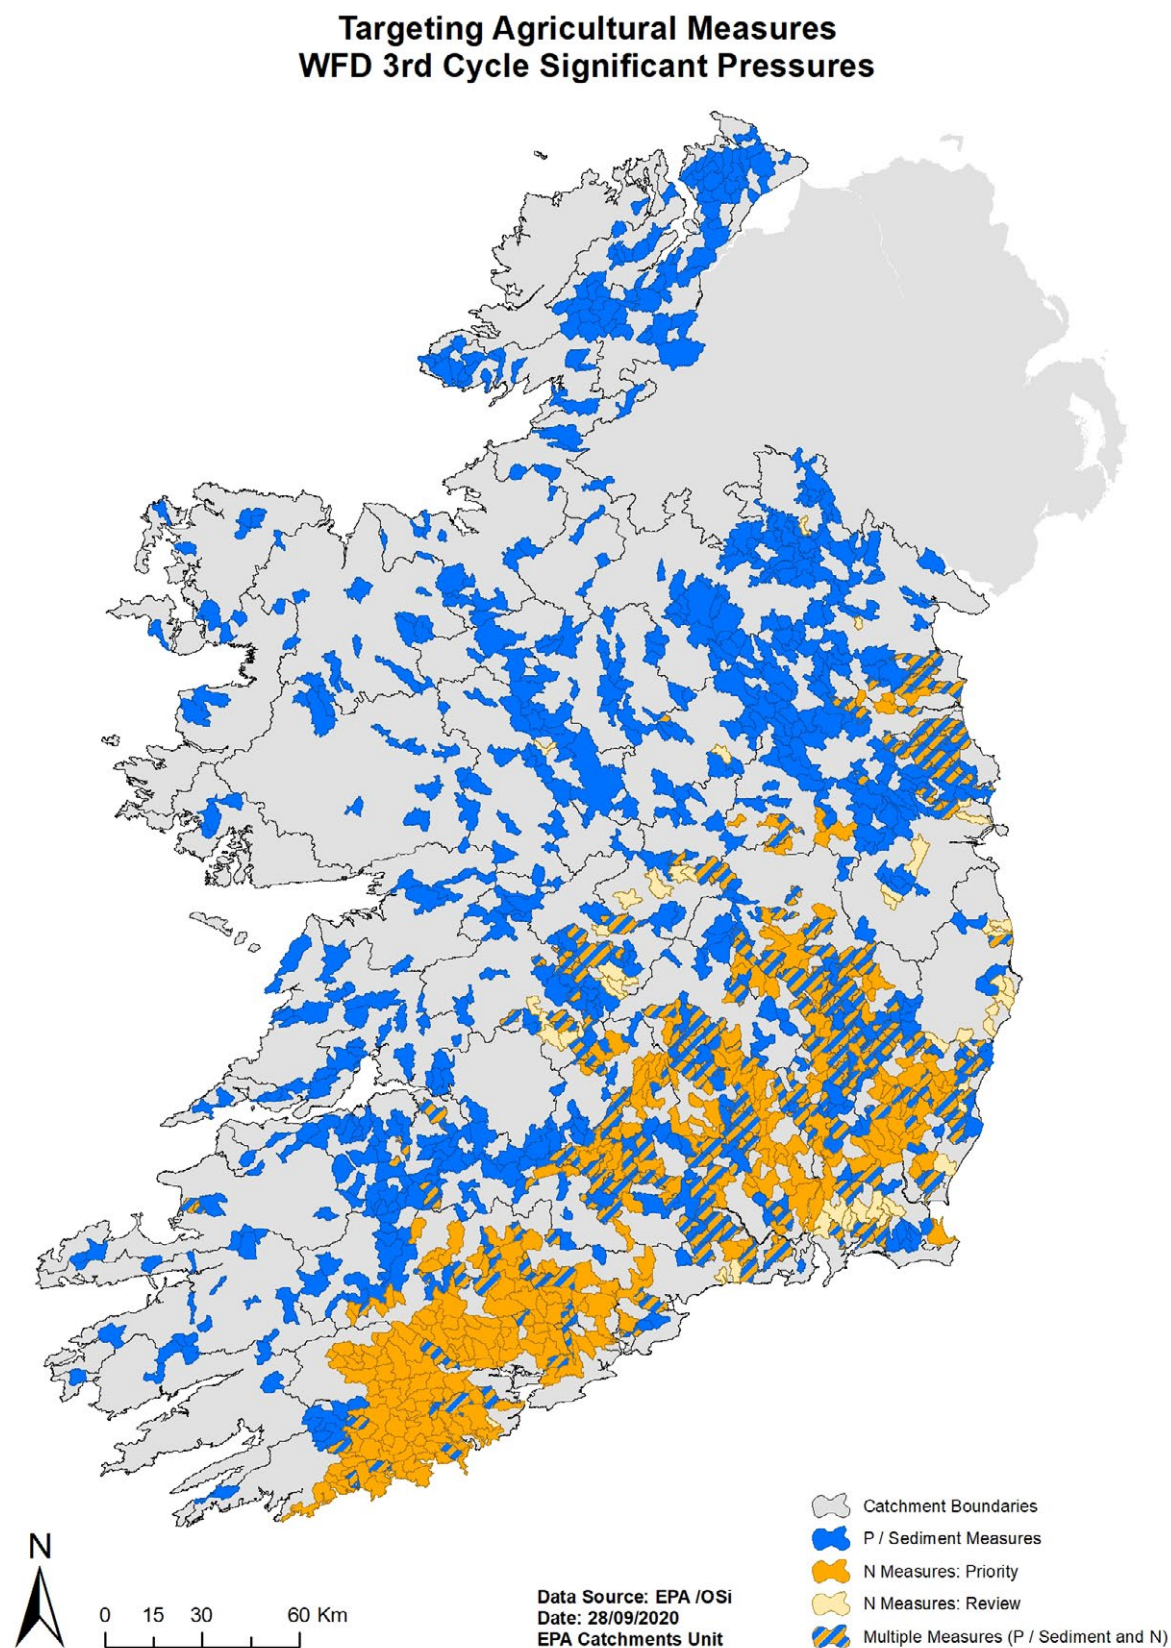 Targeting Agricultural Measures
WFD 3rd Cycle Significant Pressures
Catchment Boundaries
P / Sediment Measures
N Measures: Priority
N Measures: Review
Multiple Measures (P / Sediment and N)
N
0 15 30 60 Km
Data Source: EPA /OSi
Date: 28/09/2020
EPA Catchments Unit